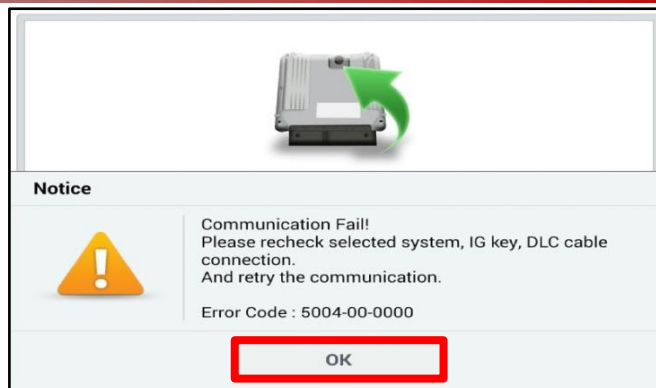 Notice
Communication Fail!
Please recheck selected system, IG key, DLC cable
connection.
And retry the communication.
Error Code : 5004-00-0000
OK